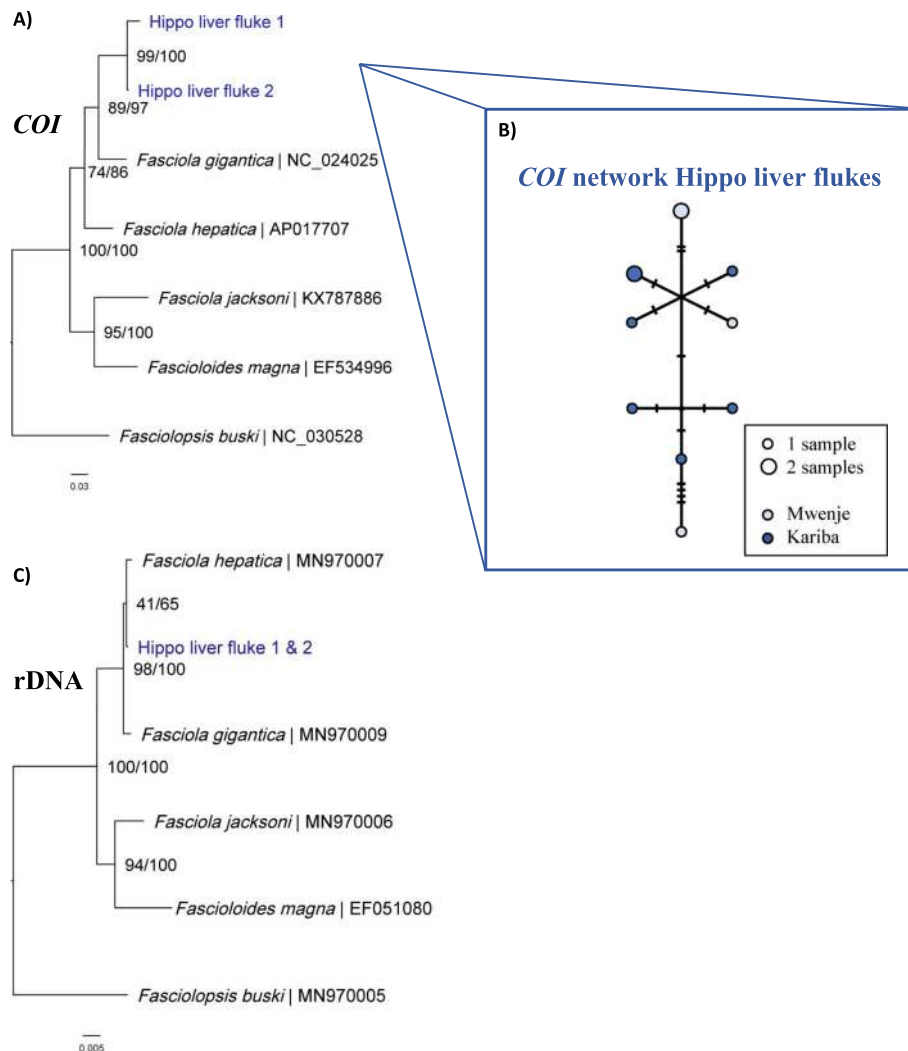 A)
COI
Hippo liver fluke 1
99/100
Hippo liver fluke 2
89/97
Fasciola gigantica | NC_024025
74/86
Fasciola hepatica | AP017707
100/100
Fasciola jacksoni | KX787886
95/100
Fascioloides magna | EF534996
Fasciolopsis buski | NC_030528
0.03
B)
COI network Hippo liver flukes
1 sample
2 samples
Mwenje
Kariba
C)
rDNA
Fasciola hepatica | MN970007
41/65
Hippo liver fluke 1 & 2
98/100
Fasciola gigantica | MN970009
100/100
Fasciola jacksoni | MN970006
94/100
Fascioloides magna | EF051080
Fasciolopsis buski | MN970005
0.005